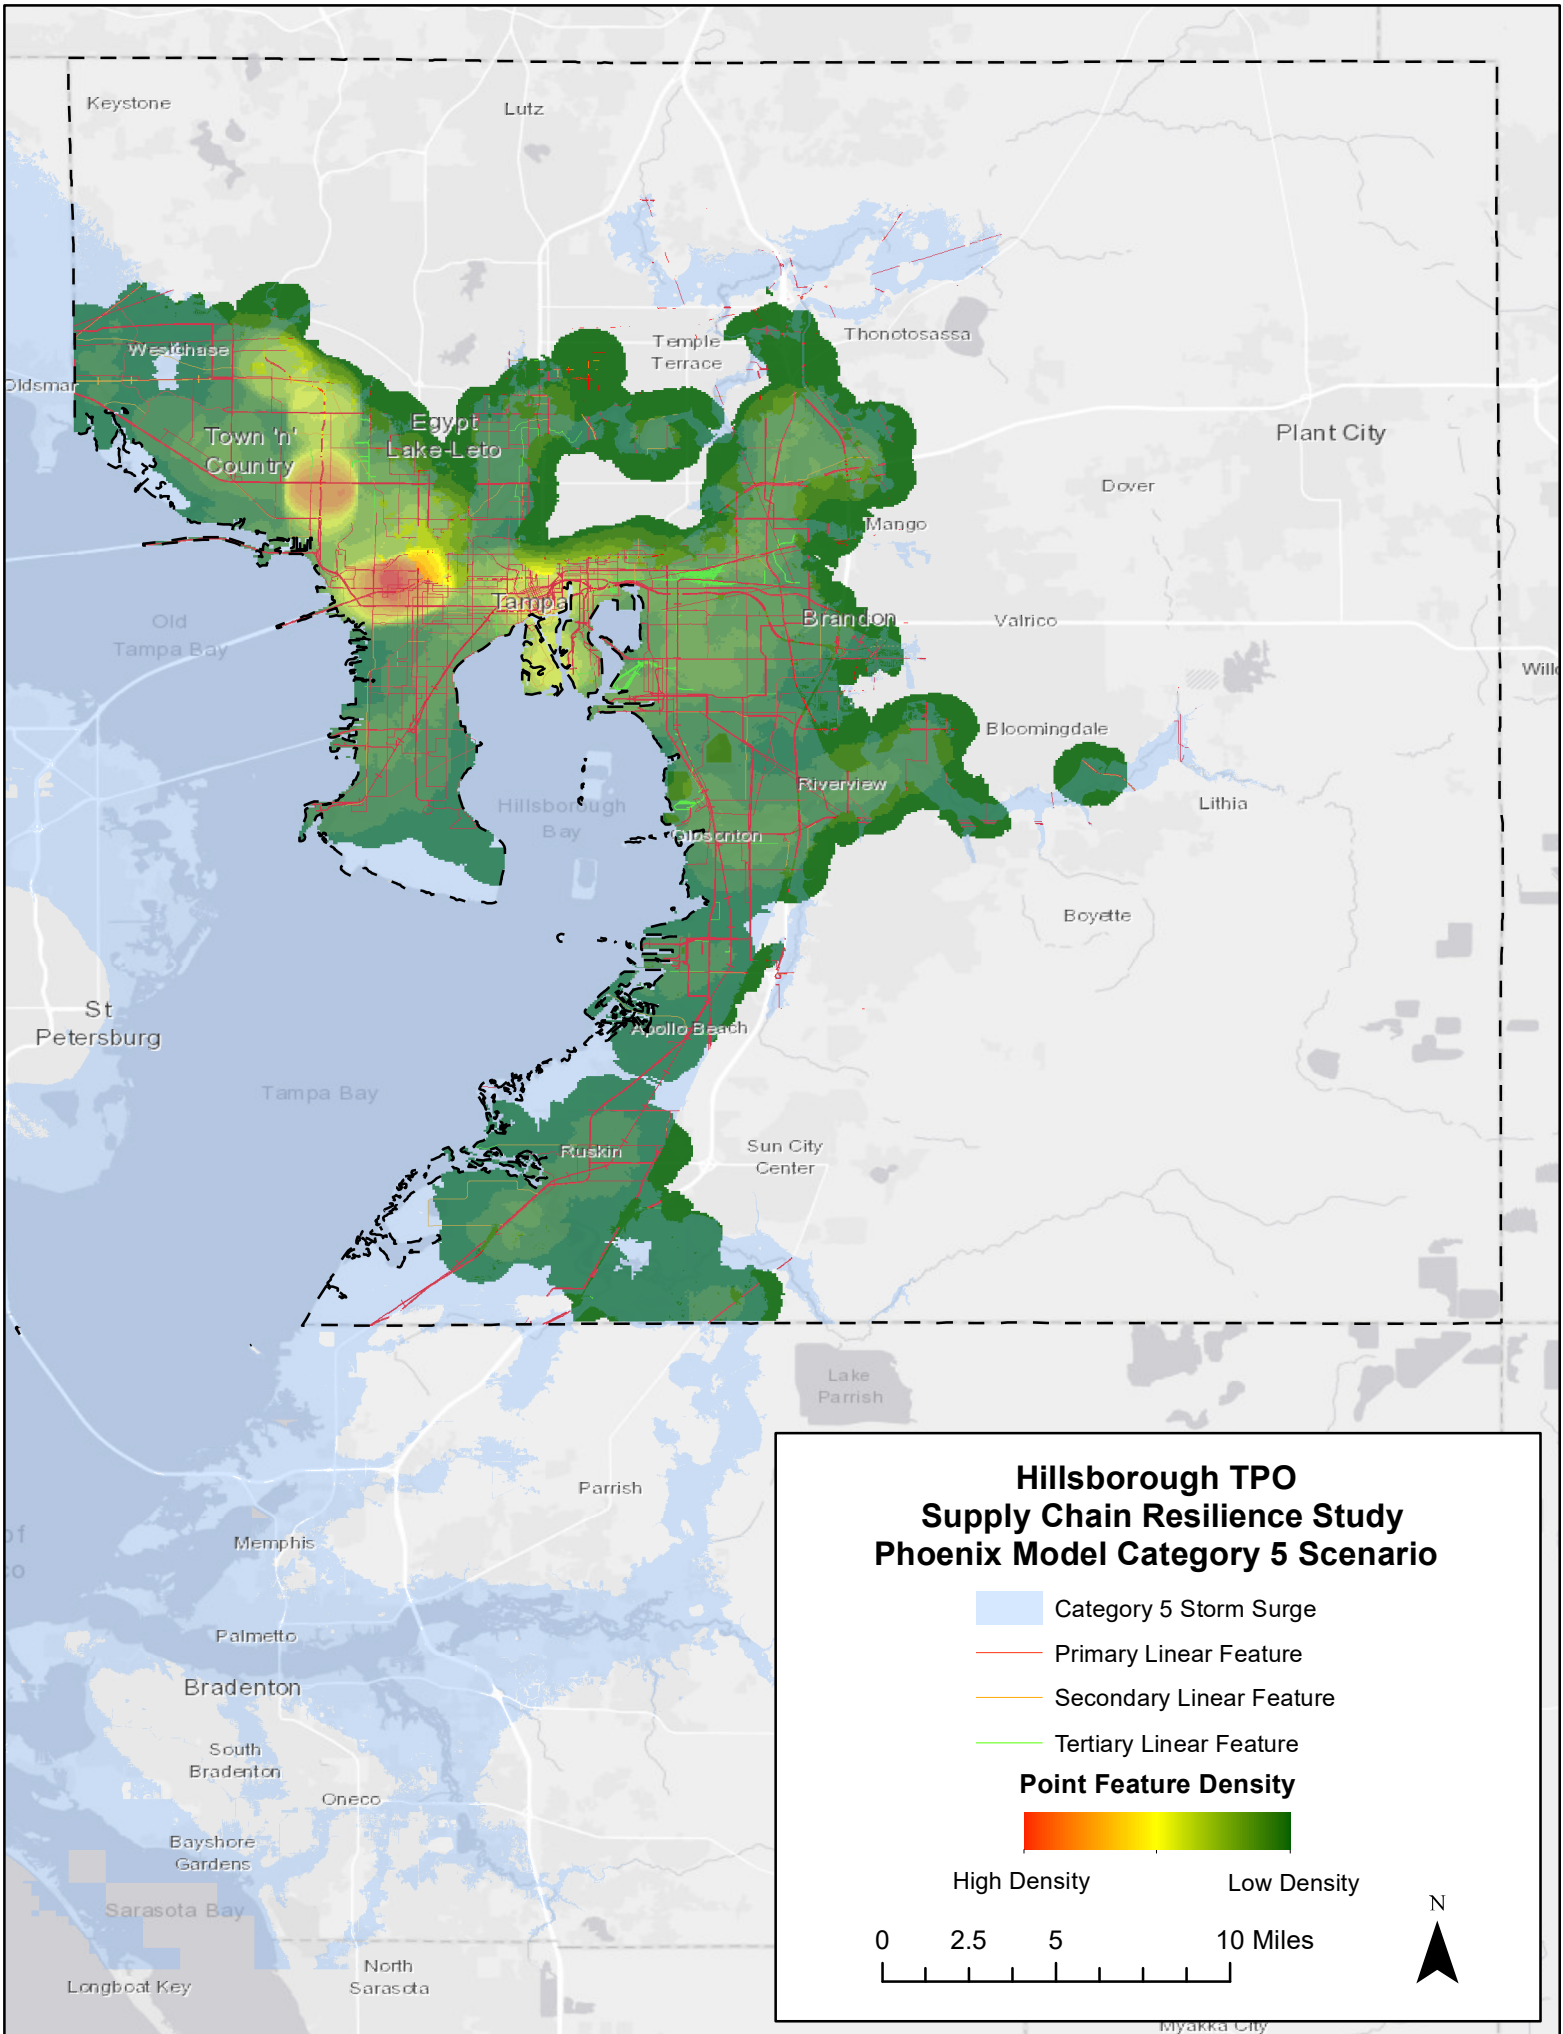 Keystone
Lutz
Westchase
Oldsmar
Temple
Terrace
Thonotosassa
Egypt
Lake-Leto
Town 'n'
Country
Plant City
Dover
Mango
Tampa
Brandon
Valrico
Old
Tampa Bay
Bloomingdale
Riverview
Lithia
Hillsborough
Bay
Gibsonton
Boyette
St
Petersburg
Apollo Beach
Tampa Bay
Ruskin
Sun City
Center
Lake
Parrish
Parrish
of
Memphis
Palmetto
Bradenton
South
Bradenton
Oneco
Bayshore
Gardens
Sarasota Bay
North
Sarasota
Longboat Key
Myakka City
Hillsborough TPO
Supply Chain Resilience Study
Phoenix Model Category 5 Scenario
Category 5 Storm Surge
Primary Linear Feature
Secondary Linear Feature
Tertiary Linear Feature
Point Feature Density
High Density Low Density
N
0 2.5 5 10 Miles